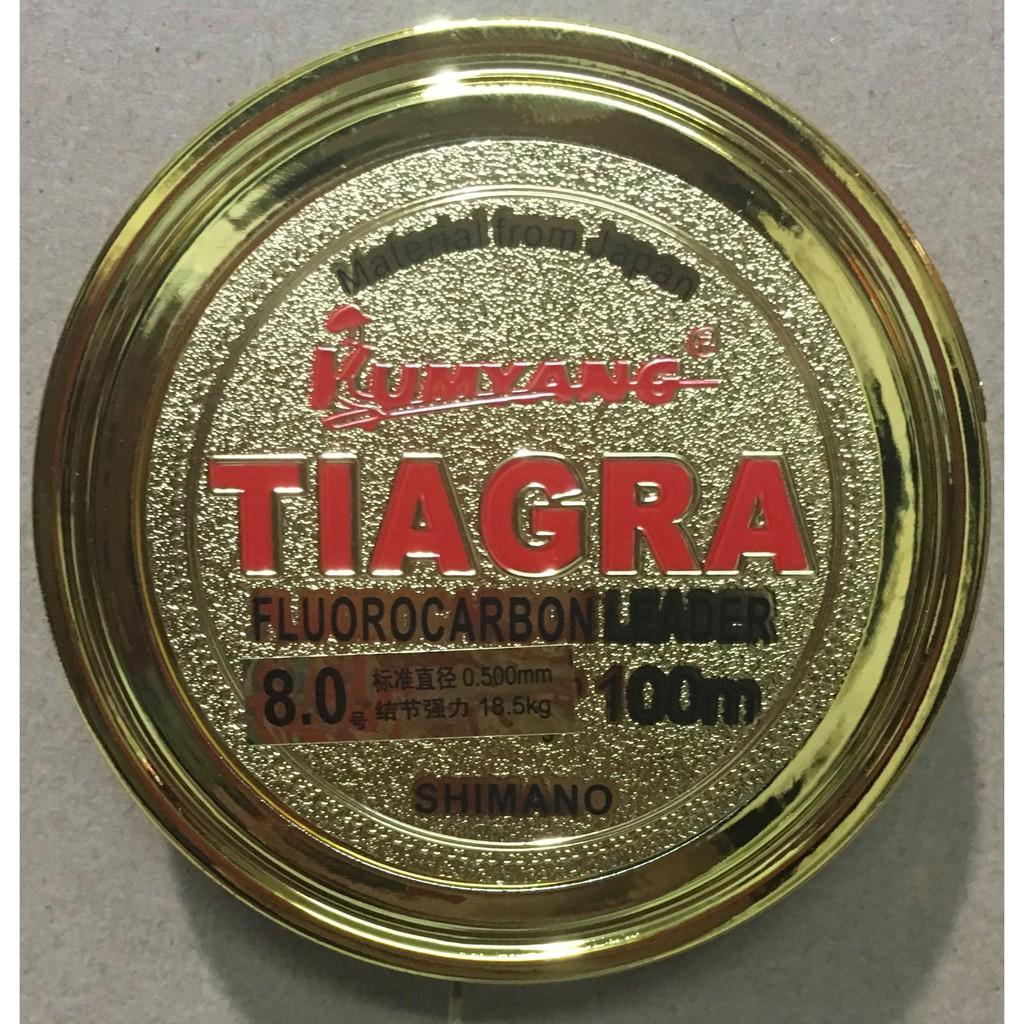 Material from Japan
KUMYANG®
TIAGRA
FLUOROCARBON LEADER
8.0号 标准直径 0.500mm
结节强力 18.5kg
100m
SHIMANO